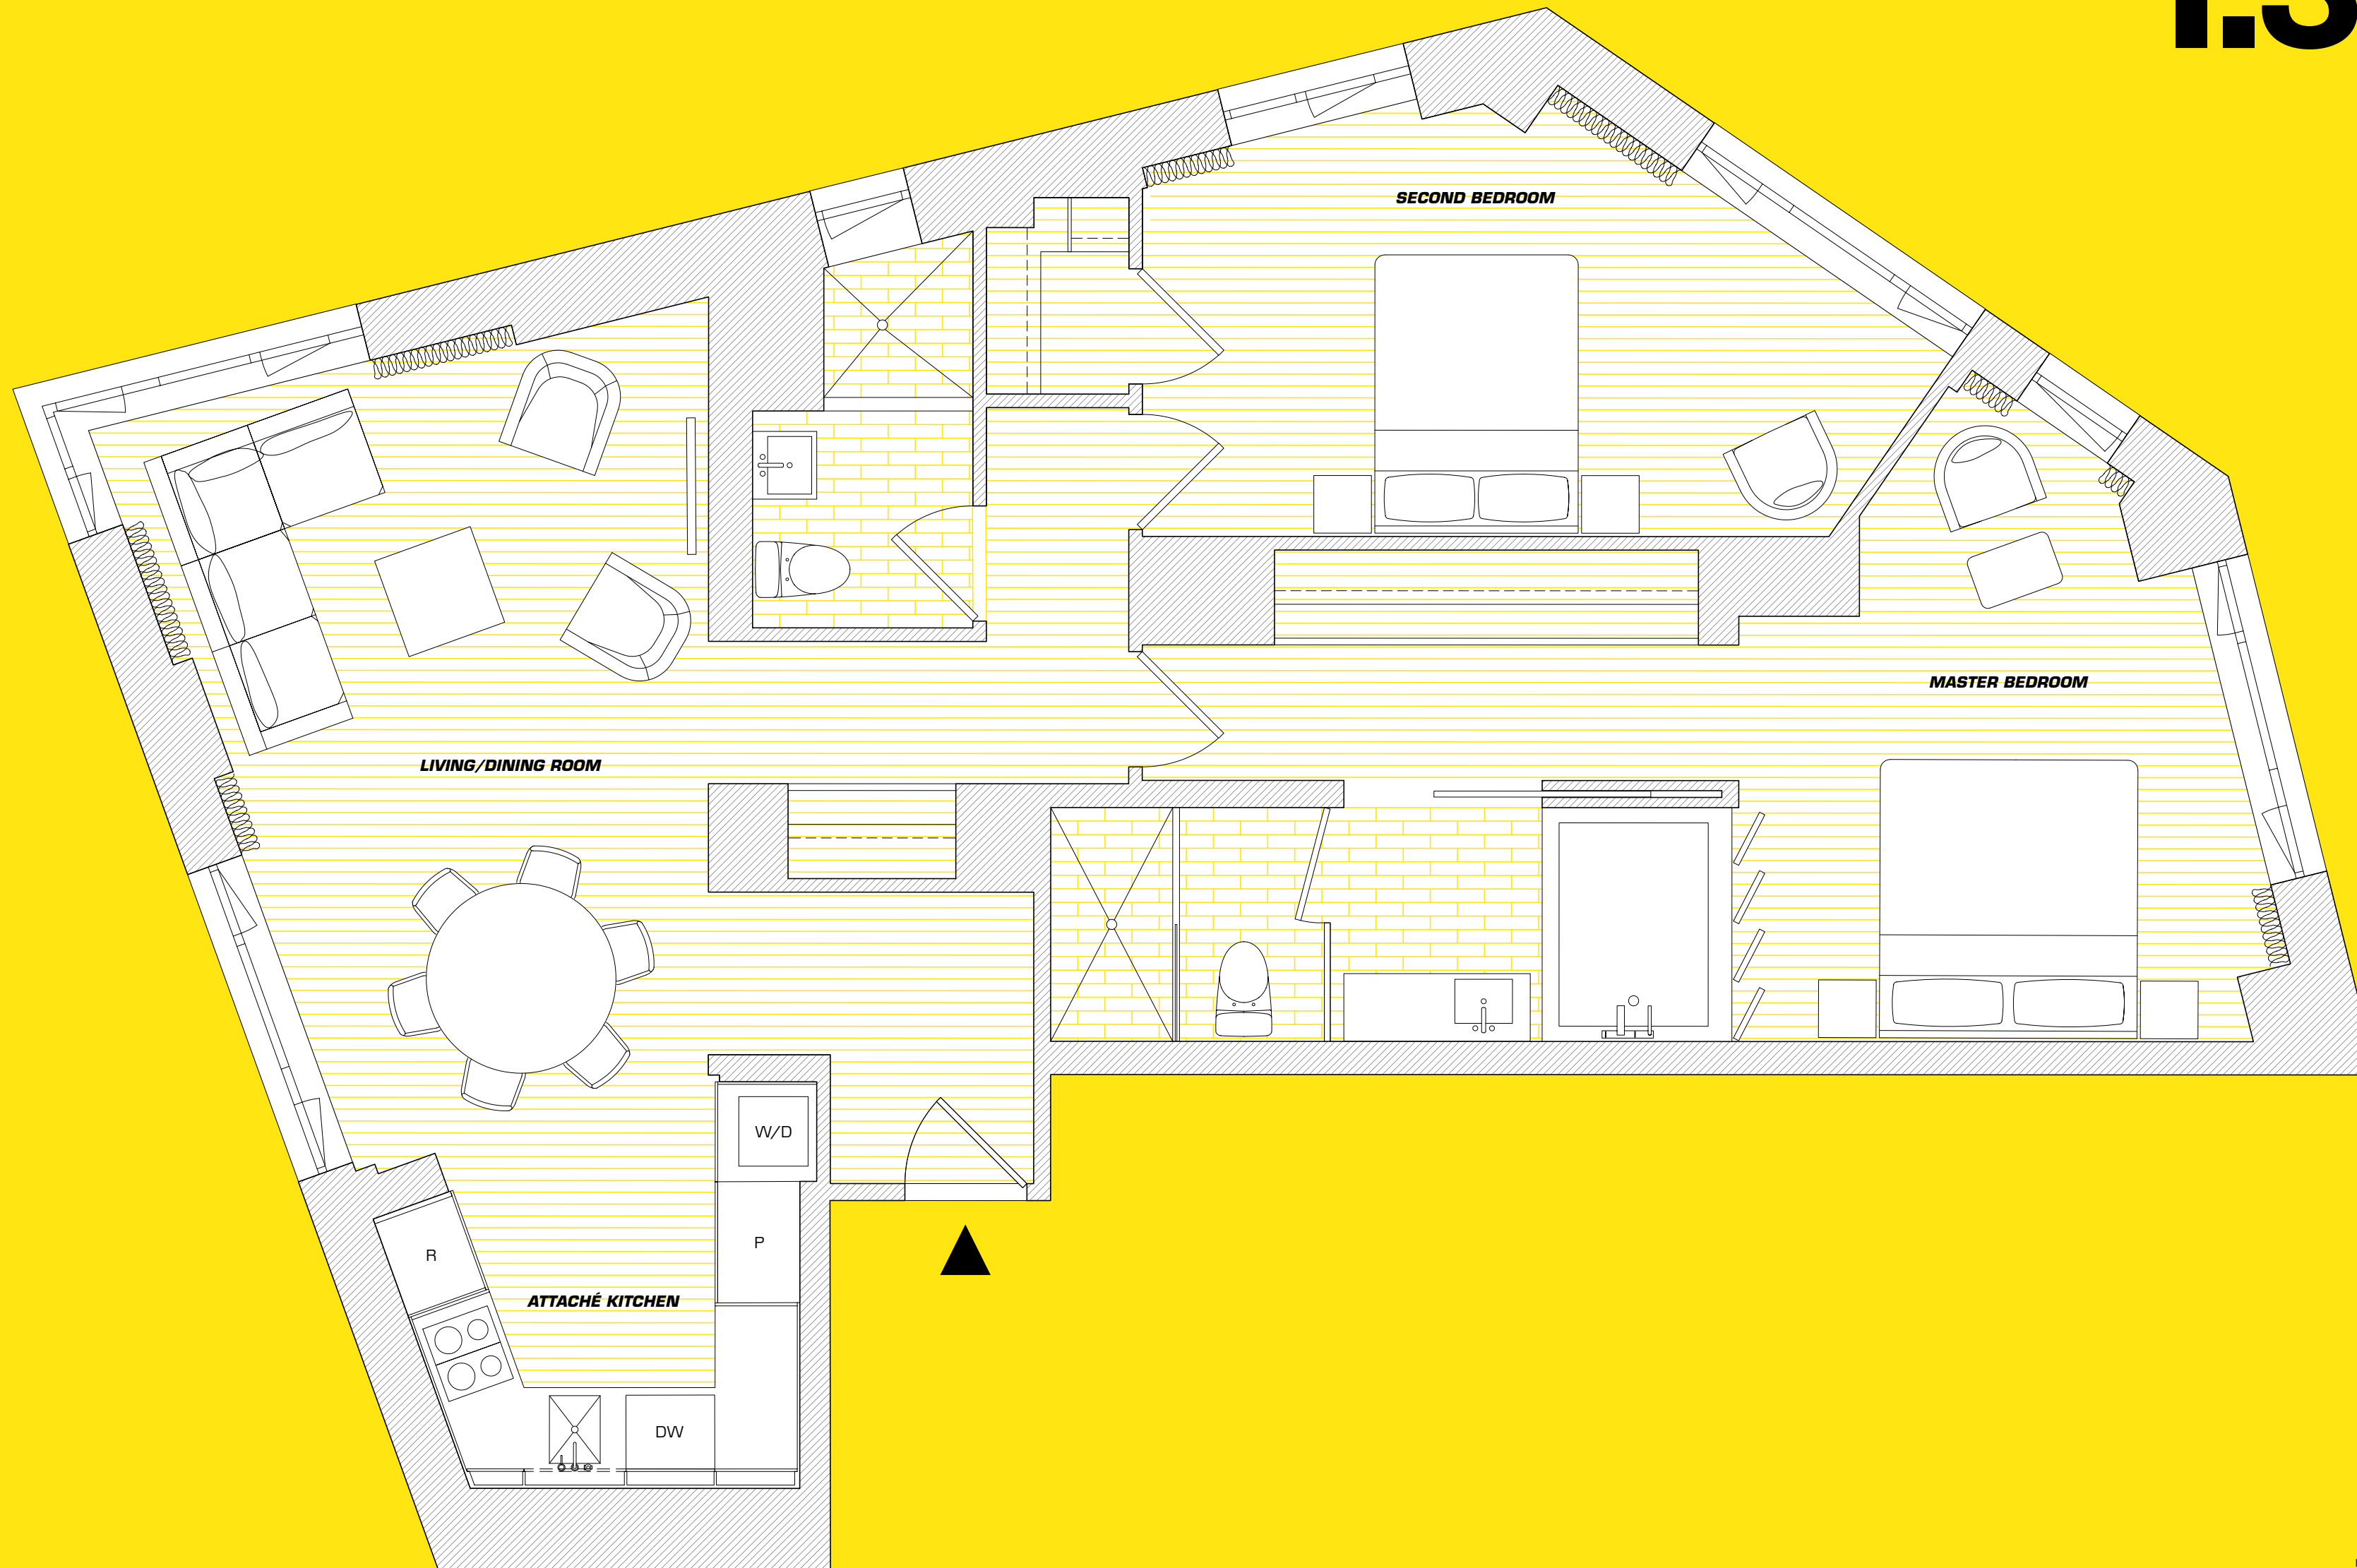 SECOND BEDROOM
MASTER BEDROOM
LIVING/DINING ROOM
W/D
P
R
ATTACHÉ KITCHEN
DW